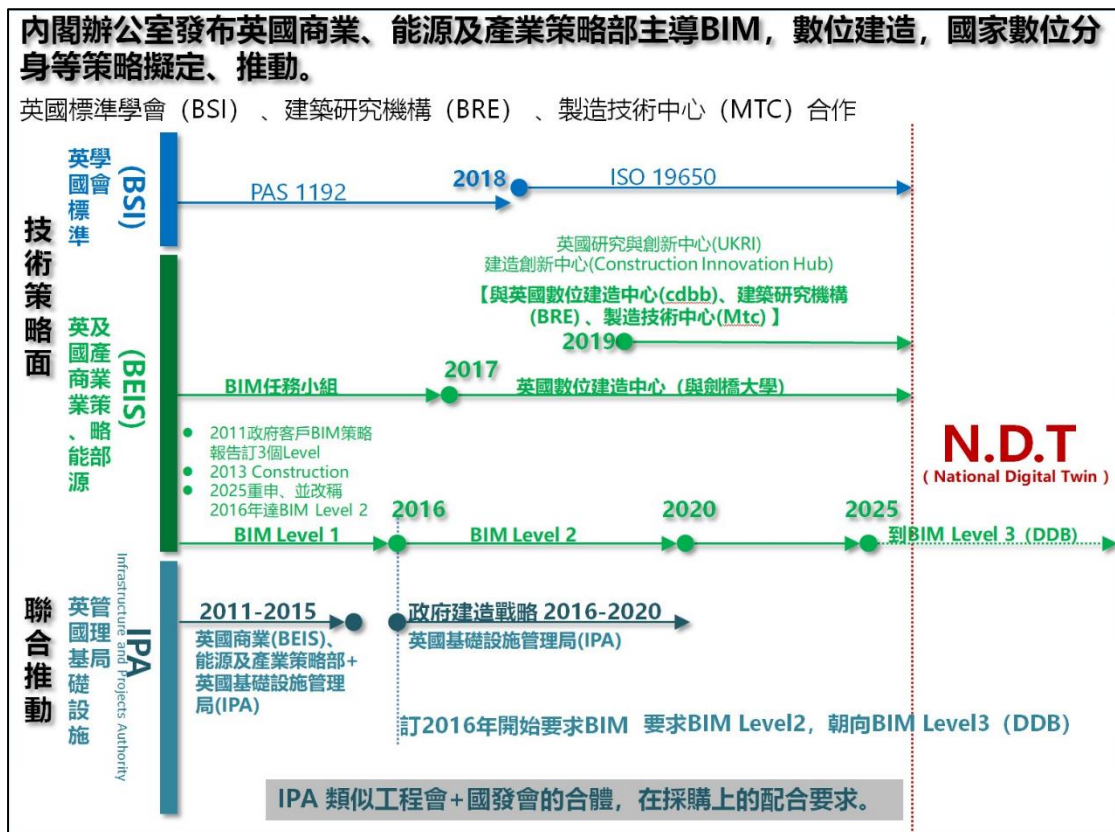 內閣辦公室發布英國商業、能源及產業策略部主導BIM，數位建造，國家數位分
身等策略擬定、推動。
英國標準學會（BSI）、建築研究機構（BRE）、製造技術中心（MTC）合作
技術策略面
英國標準
學會
(BSI)
PAS 1192
2018
ISO 19650
英國商業、能源
及產業策略部
(BEIS)
英國研究與創新中心(UKRI)
建造創新中心(Construction Innovation Hub)
【與英國數位建造中心(cdbb)、建築研究機構
(BRE)、製造技術中心(Mtc)】
2019
BIM任務小組
2017
英國數位建造中心（與劍橋大學）
● 2011政府客戶BIM策略
報告訂3個Level
● 2013 Construction
● 2025重申、並改稱
2016年達BIM Level 2
BIM Level 1
2016
BIM Level 2
2020
2025
到BIM Level 3（DDB）
N.D.T
（National Digital Twin）
聯合推動
英國基礎設施
管理局
IPA
Infrastructure and Projects Authority
2011-2015
英國商業(BEIS)、
能源及產業策略部+
英國基礎設施管理
局(IPA)
政府建造戰略 2016-2020
英國基礎設施管理局(IPA)
訂2016年開始要求BIM 要求BIM Level2，朝向BIM Level3（DDB）
IPA 類似工程會+國發會的合體，在採購上的配合要求。